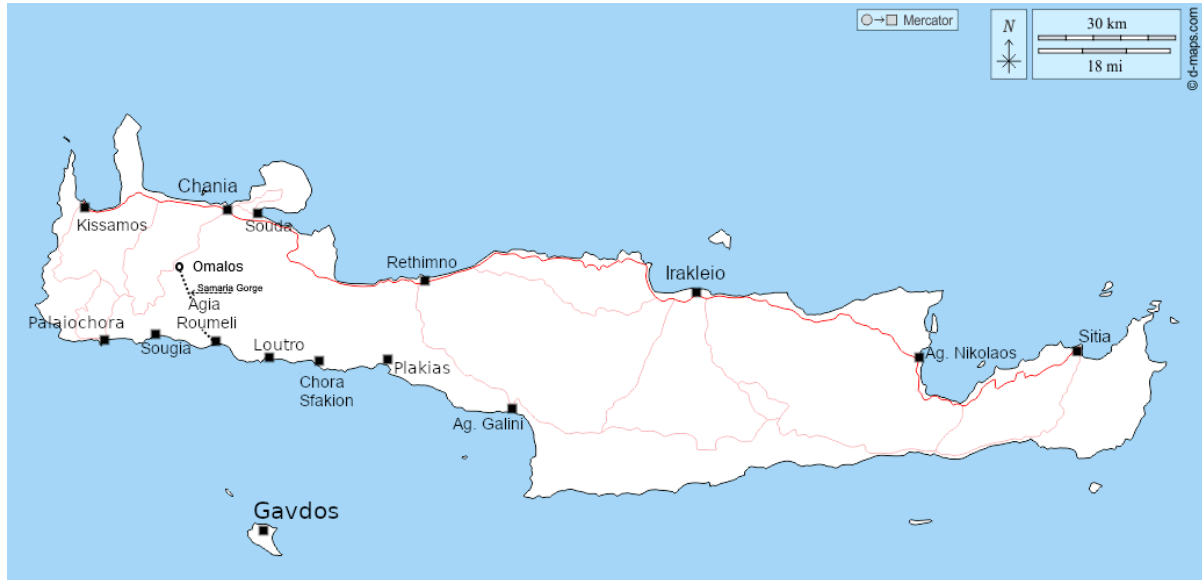 Mercator
N
30 km
18 mi
© d-maps.com
Chania
Kissamos
Souda
Omalos
Samaria Gorge
Agia
Roumeli
Palaiochora
Sougia
Loutro
Chora
Sfakion
Plakias
Rethimno
Irakleio
Ag. Nikolaos
Sitia
Ag. Galini
Gavdos